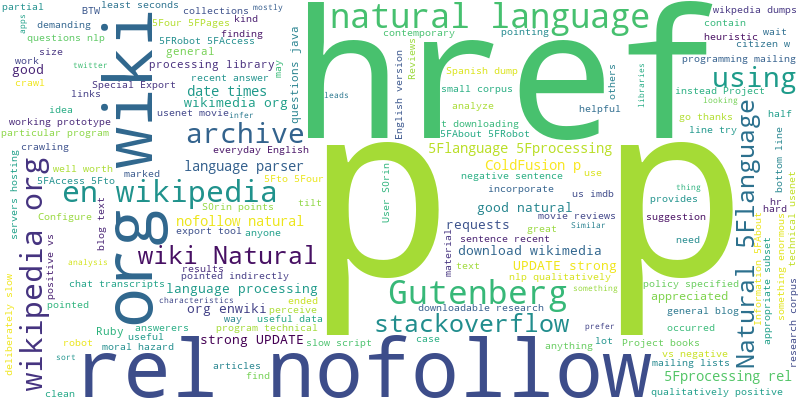 partial
apps
BTW
least seconds
collections
demanding
5Four 5FPages
kind
questions nlp
5FRobot 5FAccess
finding
size
general
work
processing library
good
recent answer
date times
twitter
may
crawl
links
Special Export
wikimedia org
idea
usenet movie
infer
working prototype
archive
particular program
everyday English
crawling
marked
language parser
well worth
5Fto 5Four
5FAccess 5Fto
en wikipedia
tilt
servers hosting
Configure
S0rin points
blog text
nofollow natural
export tool
anyone
positive vs
wiki Natural
analysis
results
pointed indirectly
chat transcripts
language processing
characteristics
pointed
org enwiki
ended
perceive
Ruby
answerers
way
useful data
useful
program technical
robot
moral hazard
strong UPDATE
slow script
sort
articles
find
clean
deliberately slow
wikipedia org
org wiki
rel nofollow
questions java
href
p p
natural language
contemporary
pointing
Reviews
English version
Spanish dump
small corpus
others
libraries
helpful
analyze
t downloading
5FAbout 5FRobot
5Flanguage 5Fprocessing
ColdFusion p
negative sentence
use
User S0rin
incorporate
us imdb
good natural
movie reviews
great
Similar
requests
sentence recent
material
download wikimedia
text
UPDATE strong
nlp qualitatively
something
Gutenberg
downloadable research
stackoverflow
prefer
case
anything
lot
Project books
leads
wikpedia dumps
contain
heuristic
wait
citizen w
programming mailing
using
instead Project
looking
half
go thanks
line try
Natural 5Flanguage
bottom line
thing
provides
hr
suggestion
hard
need
policy specified
appreciated
general blog
occurred
vs negative
mailing lists
5Fprocessing rel
qualitatively positive
information 5FAbout
something enormous
appropriate subset
research corpus
technical usenet
mostly